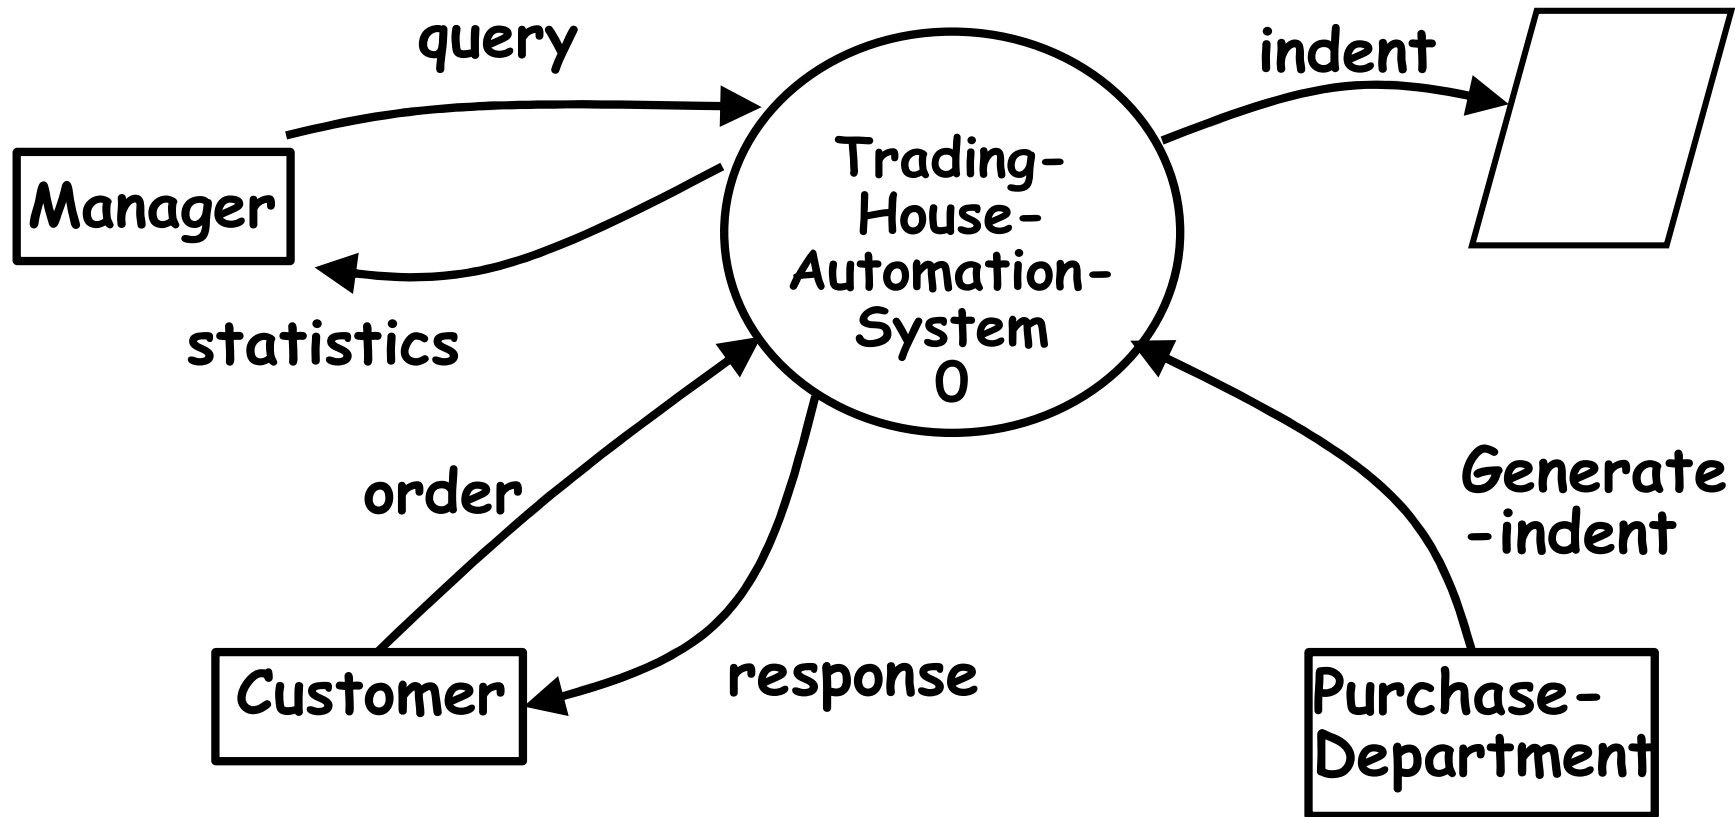 query
indent
Manager
Trading-
House-
Automation-
System
0
statistics
order
Generate
-indent
response
Customer
Purchase-
Department